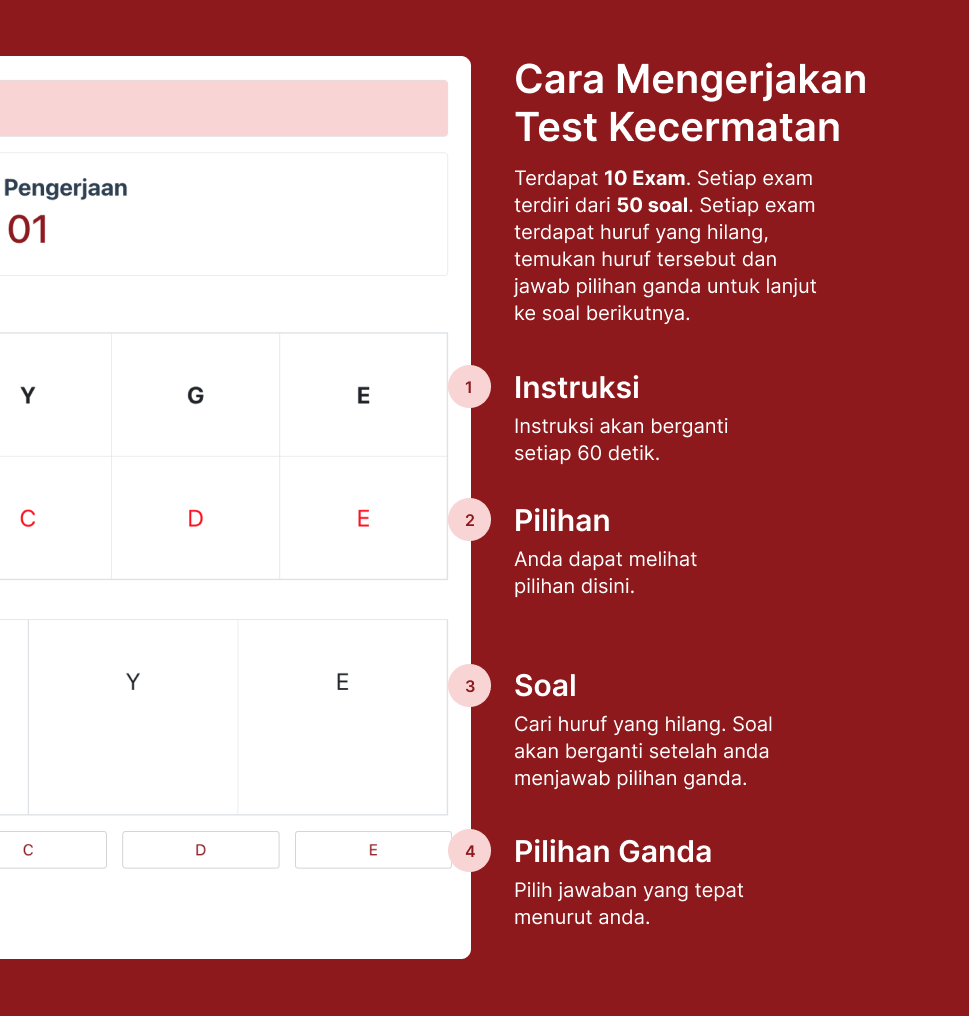 Cara Mengerjakan
Test Kecermatan
Terdapat 10 Exam. Setiap exam
terdiri dari 50 soal. Setiap exam
terdapat huruf yang hilang,
temukan huruf tersebut dan
jawab pilihan ganda untuk lanjut
ke soal berikutnya.
Pengerjaan
01
Y G E
1
Instruksi
Instruksi akan berganti
setiap 60 detik.
C D E
2
Pilihan
Anda dapat melihat
pilihan disini.
Y E
3
Soal
Cari huruf yang hilang. Soal
akan berganti setelah anda
menjawab pilihan ganda.
C D E
4
Pilihan Ganda
Pilih jawaban yang tepat
menurut anda.